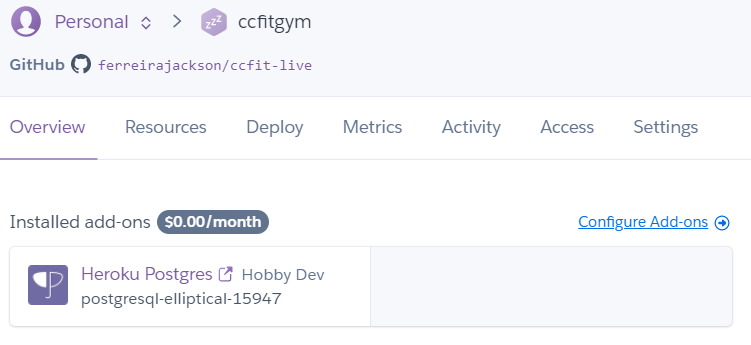 Personal ccfitgym
GitHub ferreirajackson/ccfit-live
Overview Resources Deploy Metrics Activity Access Settings
Installed add-ons $0.00/month Configure Add-ons
Heroku Postgres Hobby Dev
postgresql-elliptical-15947